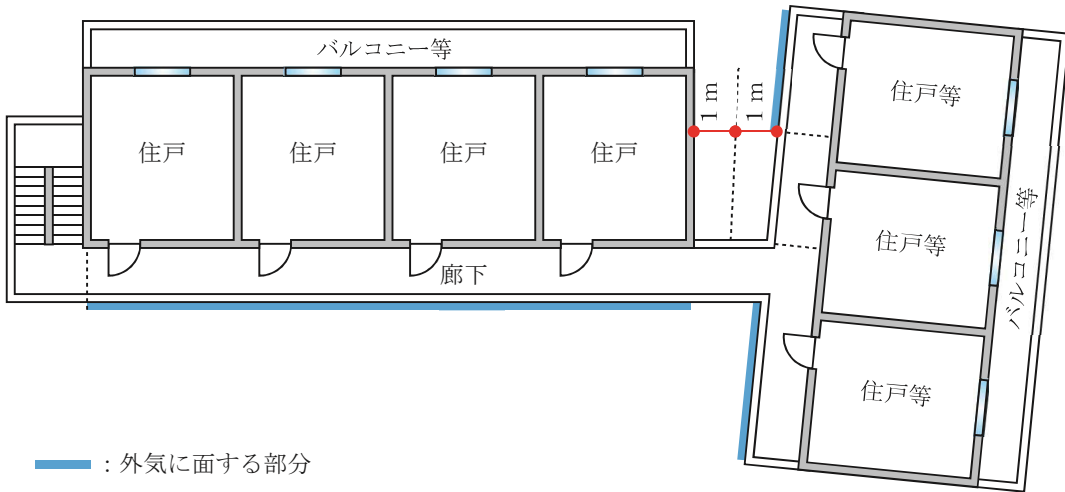 バルコニー等
住戸
住戸
住戸
住戸
1 m
1 m
住戸等
住戸等
住戸等
バルコニー等
廊下
：外気に面する部分